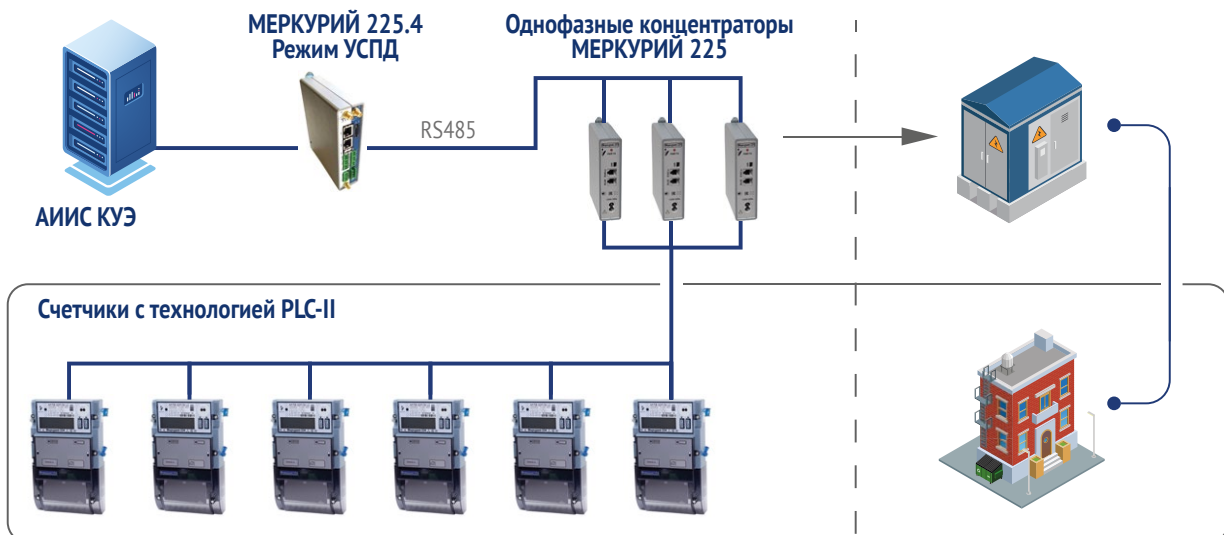 МЕРКУРИЙ 225.4
Режим УСПД
Однофазные концентраторы
МЕРКУРИЙ 225
RS485
АИИС КУЭ
Счетчики с технологией PLC-II